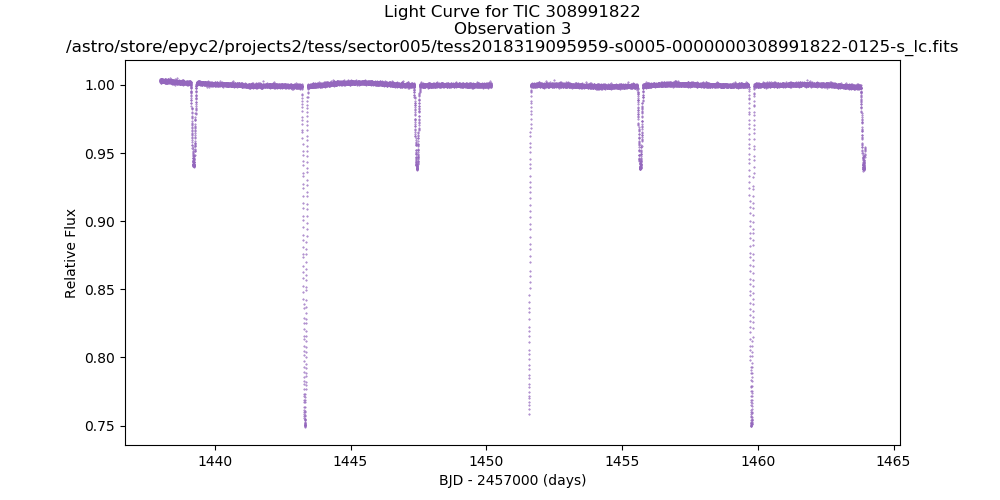 Light Curve for TIC 308991822
Observation 3
/astro/store/epyc2/projects2/tess/sector005/tess2018319095959-s0005-0000000308991822-0125-s_lc.fits
Relative Flux
1.00
0.95
0.90
0.85
0.80
0.75
1440
1445
1450
1455
1460
1465
BJD - 2457000 (days)